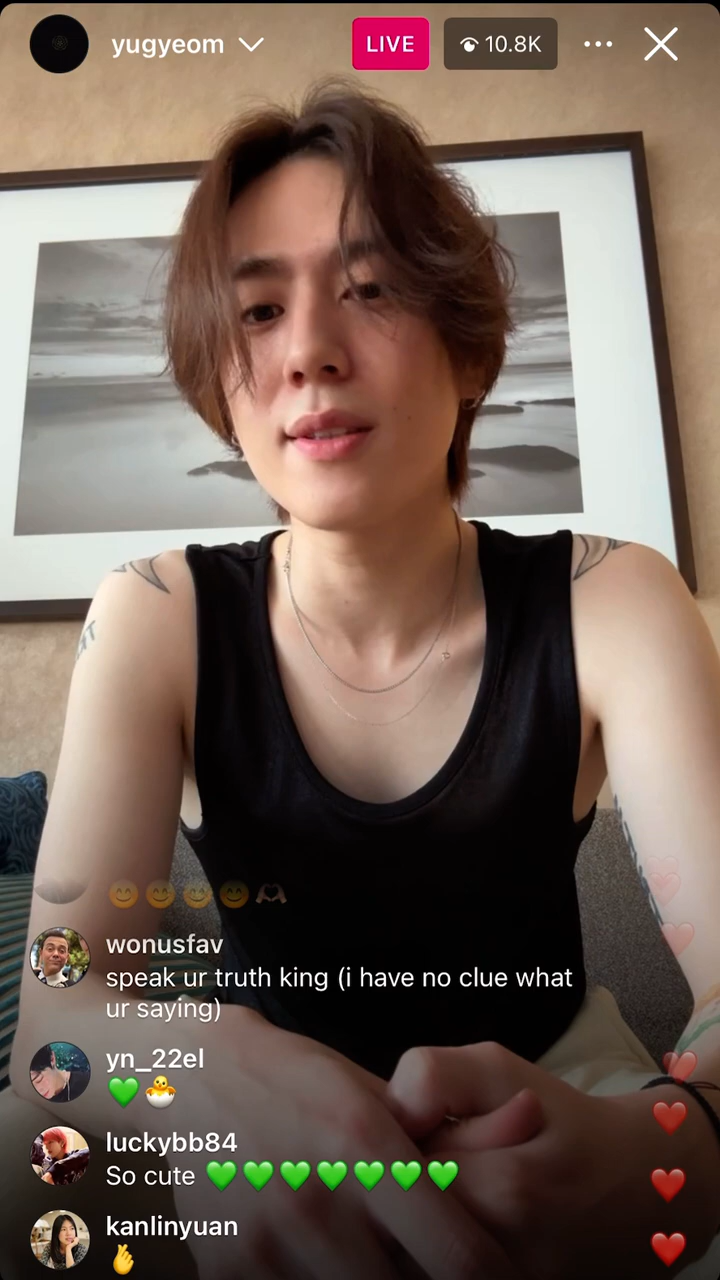 yugyeom
LIVE
10.8K
😊😊😊😊🫶
wonusfav
speak ur truth king (i have no clue what
ur saying)
yn_22el
💚🐣
luckybb84
So cute 💚💚💚💚💚💚💚
kanlinyuan
🫰